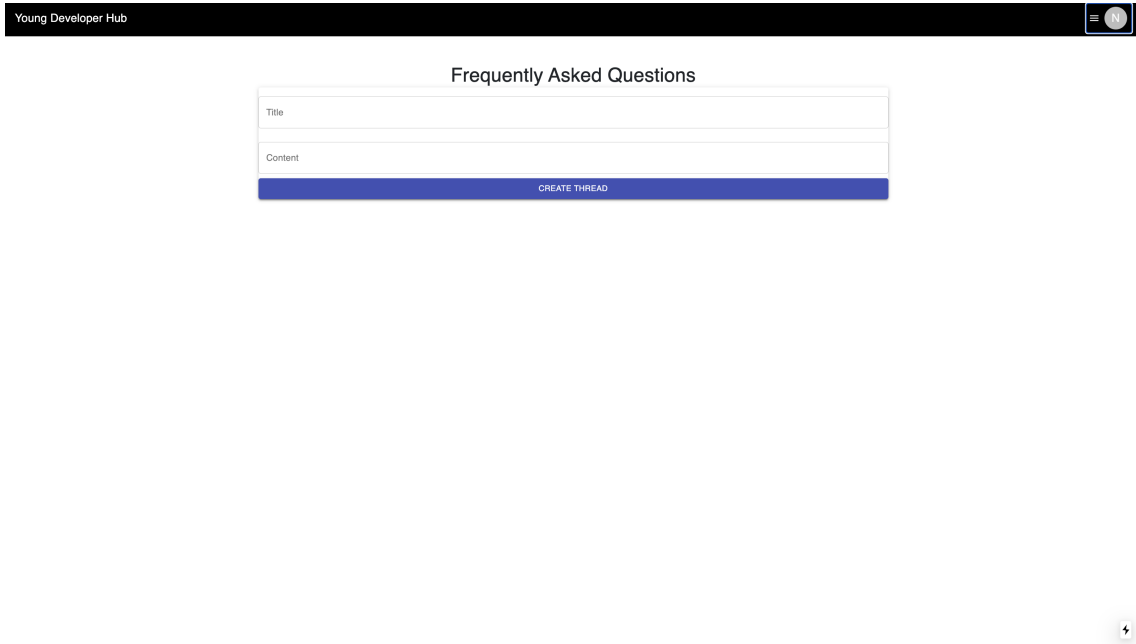 Young Developer Hub
N
Frequently Asked Questions
Title
Content
CREATE THREAD